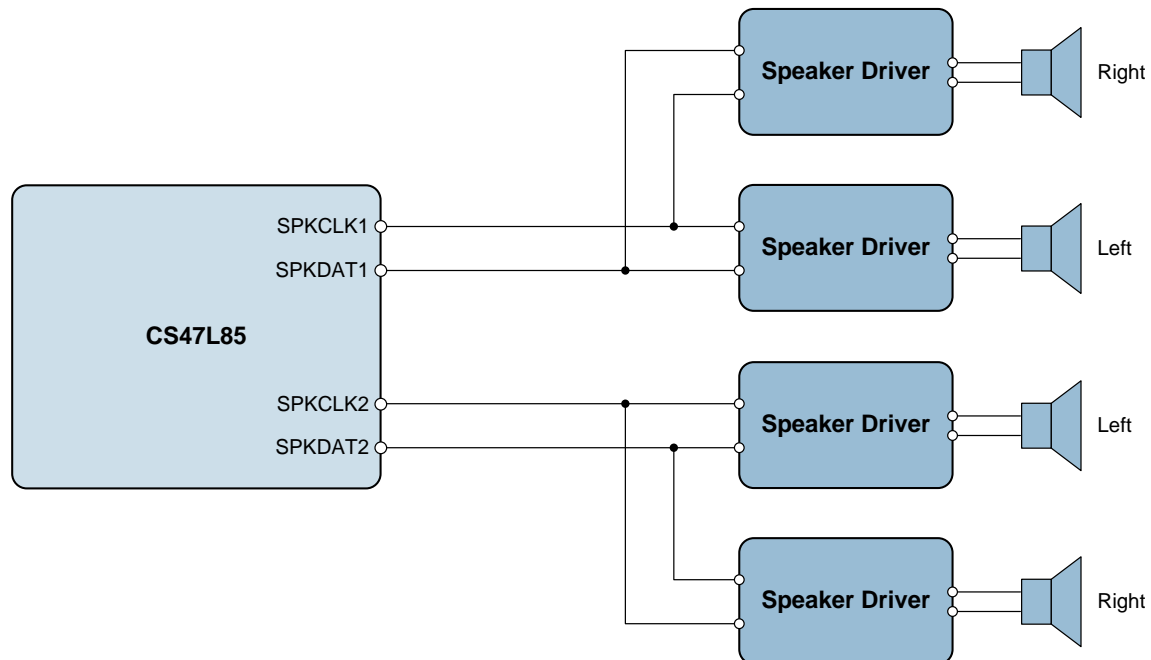 Speaker Driver
Right
SPKCLK1
SPKDAT1
Speaker Driver
Left
CS47L85
SPKCLK2
SPKDAT2
Speaker Driver
Left
Speaker Driver
Right